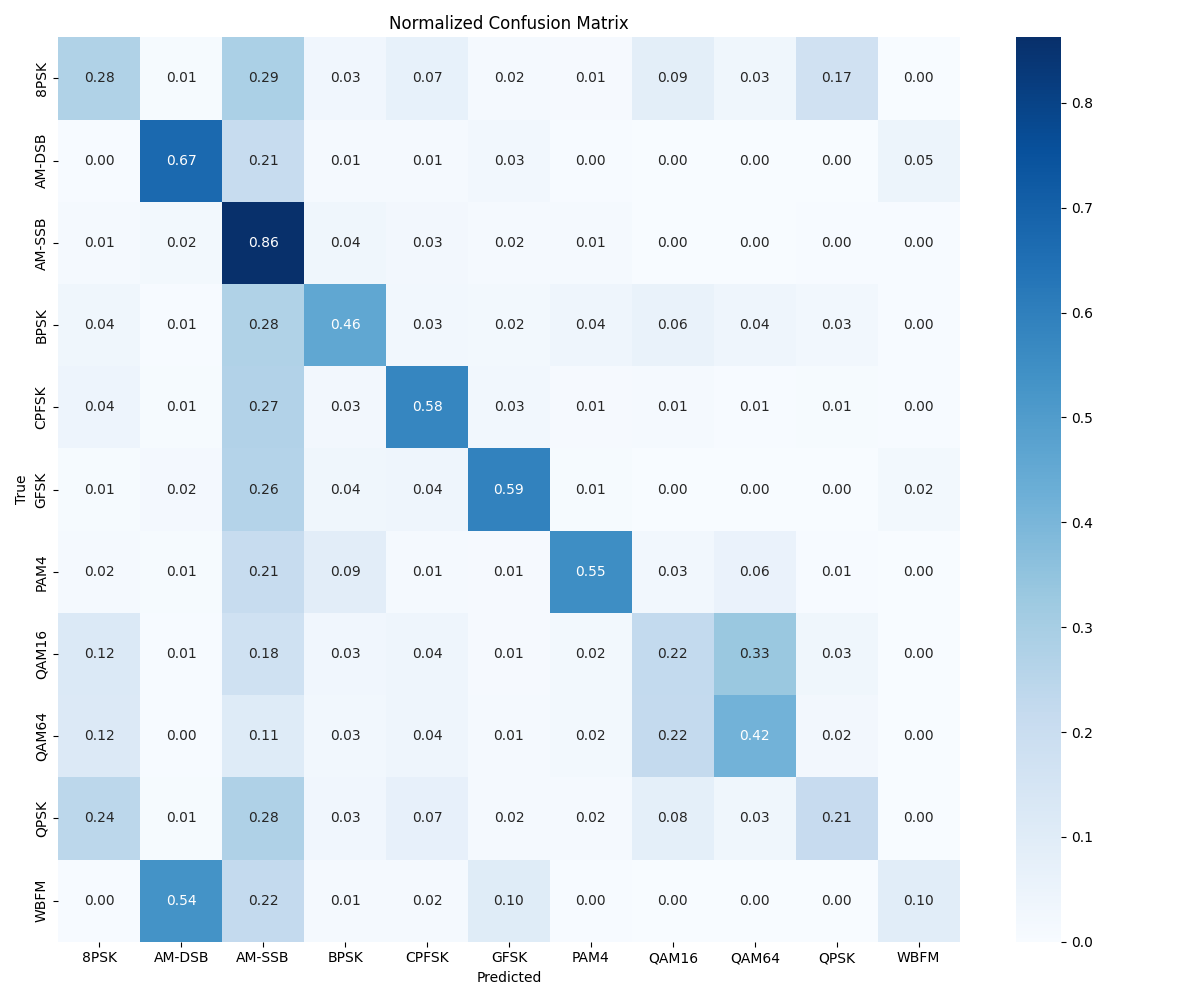 Normalized Confusion Matrix
True
8PSK 0.28 0.01 0.29 0.03 0.07 0.02 0.01 0.09 0.03 0.17 0.00
AM-DSB 0.00 0.67 0.21 0.01 0.01 0.03 0.00 0.00 0.00 0.00 0.05
AM-SSB 0.01 0.02 0.86 0.04 0.03 0.02 0.01 0.00 0.00 0.00 0.00
BPSK 0.04 0.01 0.28 0.46 0.03 0.02 0.04 0.06 0.04 0.03 0.00
CPFSK 0.04 0.01 0.27 0.03 0.58 0.03 0.01 0.01 0.01 0.01 0.00
GFSK 0.01 0.02 0.26 0.04 0.04 0.59 0.01 0.00 0.00 0.00 0.02
PAM4 0.02 0.01 0.21 0.09 0.01 0.01 0.55 0.03 0.06 0.01 0.00
QAM16 0.12 0.01 0.18 0.03 0.04 0.01 0.02 0.22 0.33 0.03 0.00
QAM64 0.12 0.00 0.11 0.03 0.04 0.01 0.02 0.22 0.42 0.02 0.00
QPSK 0.24 0.01 0.28 0.03 0.07 0.02 0.02 0.08 0.03 0.21 0.00
WBFM 0.00 0.54 0.22 0.01 0.02 0.10 0.00 0.00 0.00 0.00 0.10
8PSK AM-DSB AM-SSB BPSK CPFSK GFSK PAM4 QAM16 QAM64 QPSK WBFM
Predicted
0.8
0.7
0.6
0.5
0.4
0.3
0.2
0.1
0.0